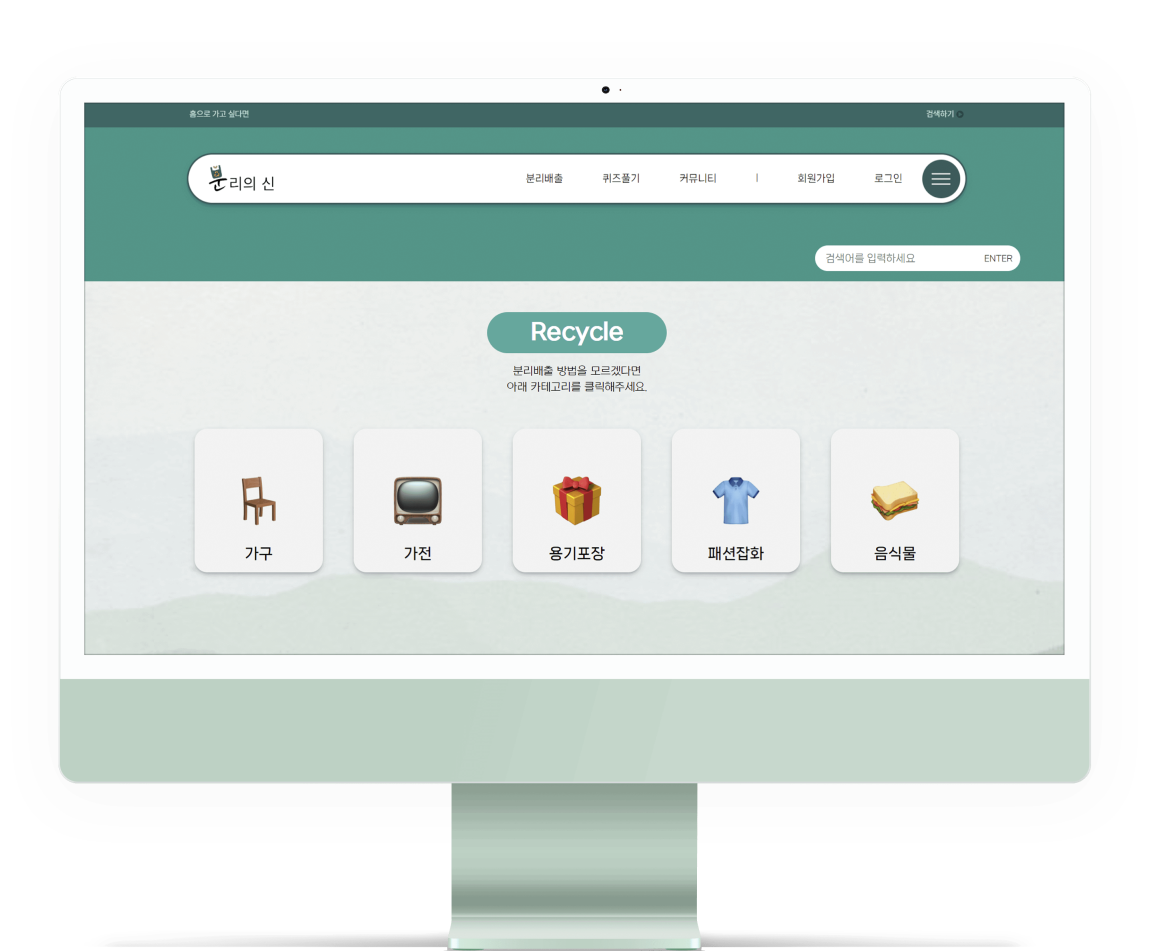 홈으로 가고 싶다면
검색하기
분리의 신
분리배출 퀴즈풀기 커뮤니티 | 회원가입 로그인
검색어를 입력하세요 ENTER
Recycle
분리배출 방법을 모르겠다면
아래 카테고리를 클릭해주세요.
가구 가전 용기포장 패션잡화 음식물